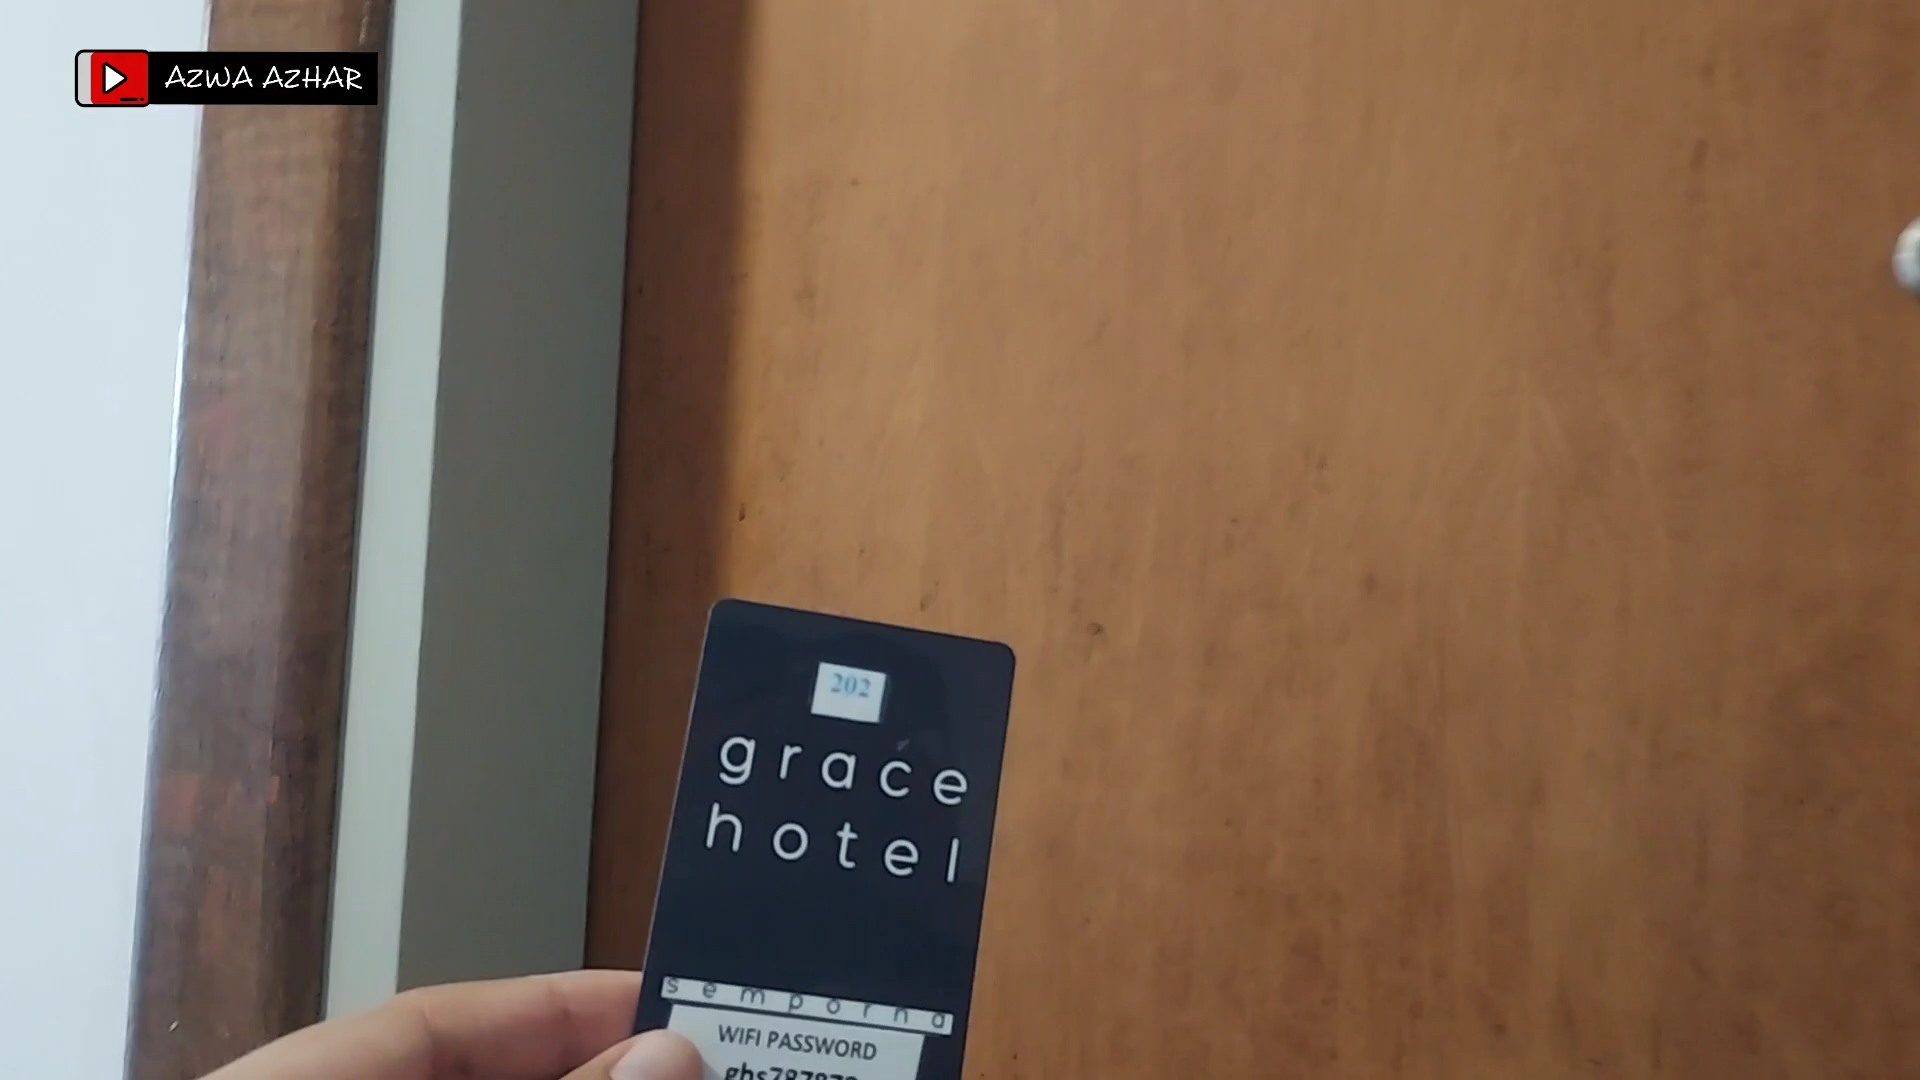 AZWA AZHAR
202
grace
hotel
semporna
WIFI PASSWORD